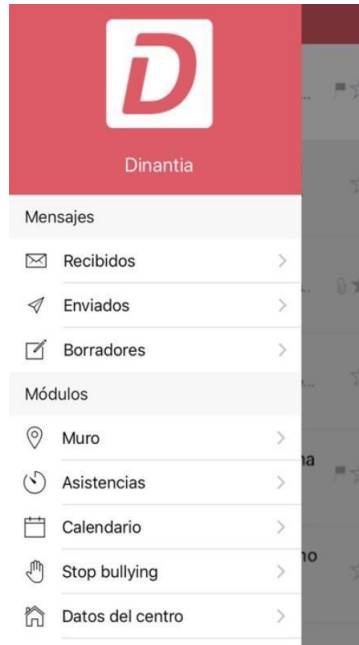 D
Dinantia
Mensajes
Recibidos
Enviados
Borradores
Módulos
Muro
Asistencias
Calendario
Stop bullying
Datos del centro